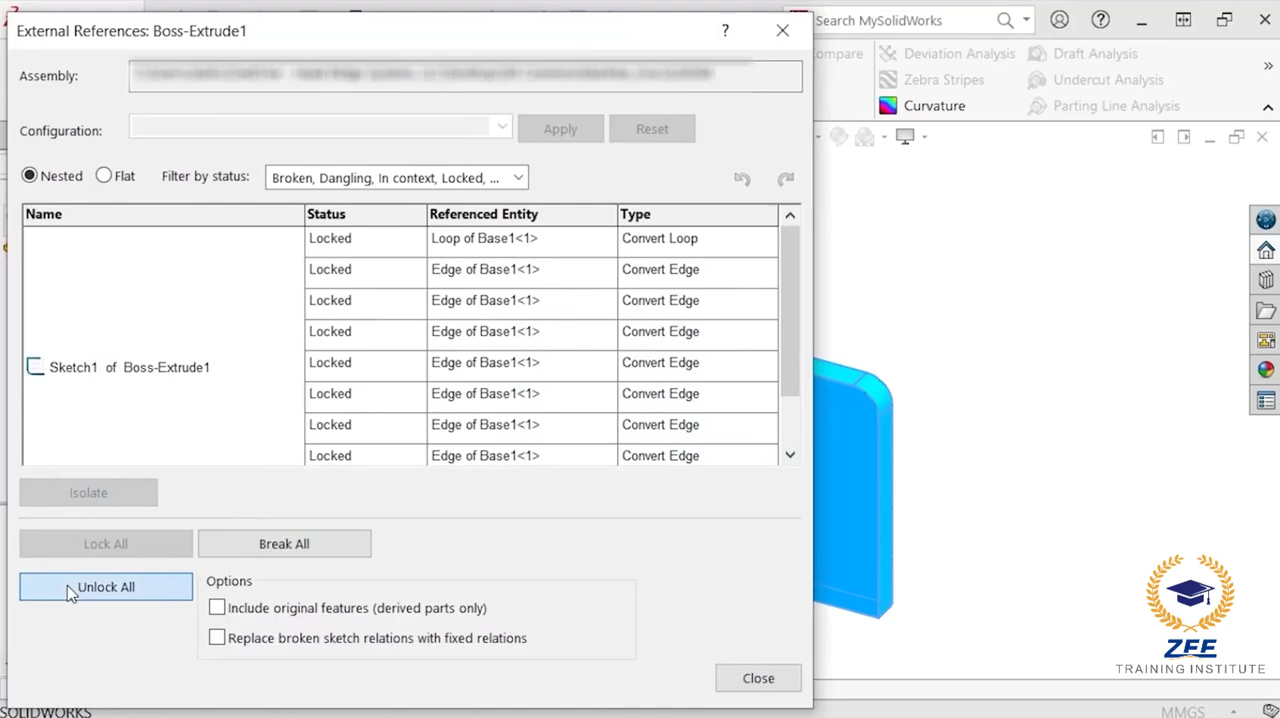 External References: Boss-Extrude1
?
Search MySolidWorks
Assembly:
ompare
Deviation Analysis
Draft Analysis
Zebra Stripes
Undercut Analysis
Curvature
Parting Line Analysis
Configuration:
Apply
Reset
Nested
Flat
Filter by status:
Broken, Dangling, In context, Locked, ...
Name
Status
Referenced Entity
Type
Locked
Loop of Base1<1>
Convert Loop
Locked
Edge of Base1<1>
Convert Edge
Locked
Edge of Base1<1>
Convert Edge
Locked
Edge of Base1<1>
Convert Edge
Sketch1 of Boss-Extrude1
Locked
Edge of Base1<1>
Convert Edge
Locked
Edge of Base1<1>
Convert Edge
Locked
Edge of Base1<1>
Convert Edge
Locked
Edge of Base1<1>
Convert Edge
Isolate
Lock All
Break All
Unlock All
Options
Include original features (derived parts only)
Replace broken sketch relations with fixed relations
Close
ZFE
TRAINING INSTITUTE
SOLIDWORKS
MMGS